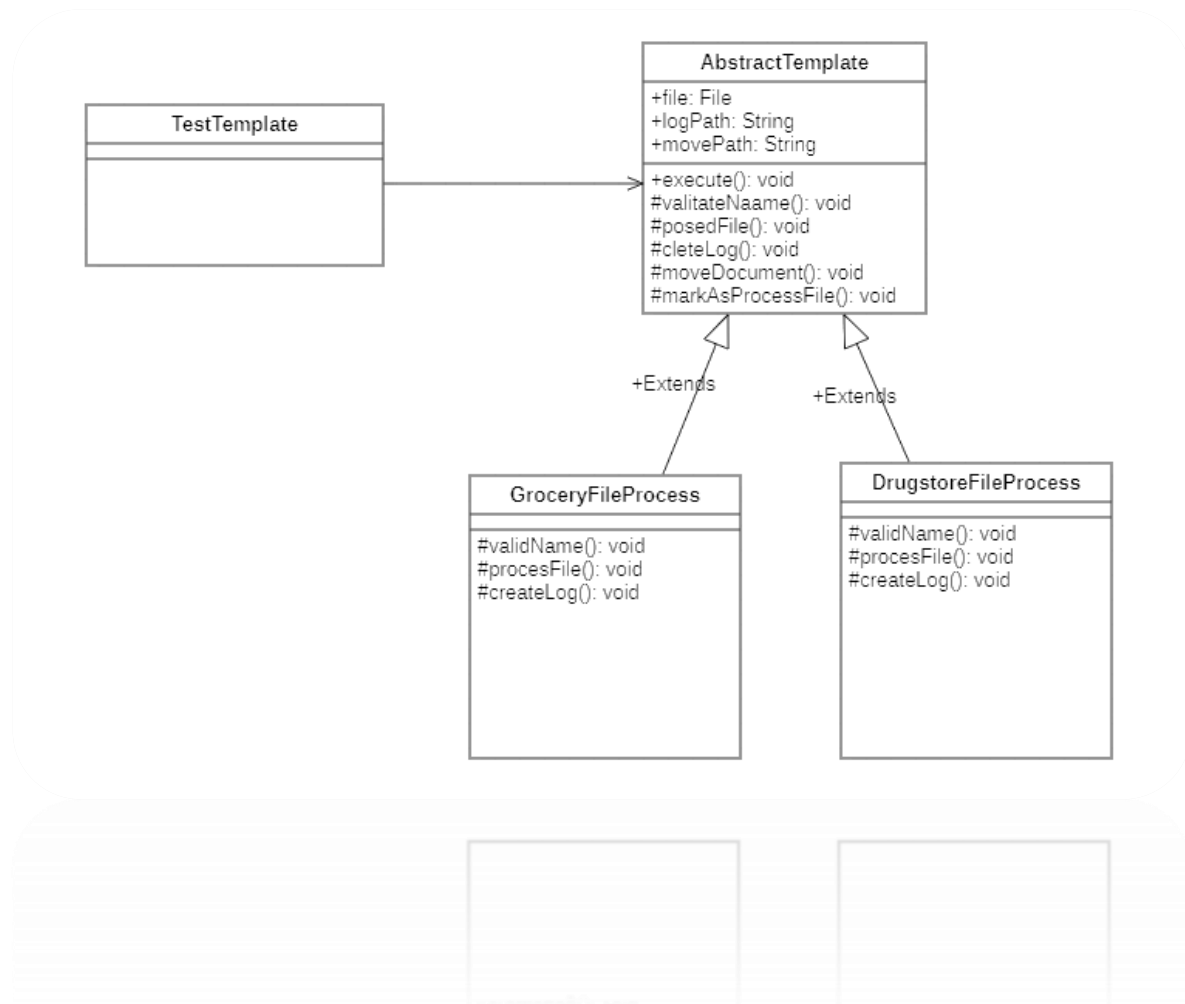 TestTemplate
AbstractTemplate
+file: File
+logPath: String
+movePath: String
+execute(): void
#valitateNaame(): void
#posedFile(): void
#cleteLog(): void
#moveDocument(): void
#markAsProcessFile(): void
+Extends
+Extends
GroceryFileProcess
#validName(): void
#procesFile(): void
#createLog(): void
DrugstoreFileProcess
#validName(): void
#procesFile(): void
#createLog(): void